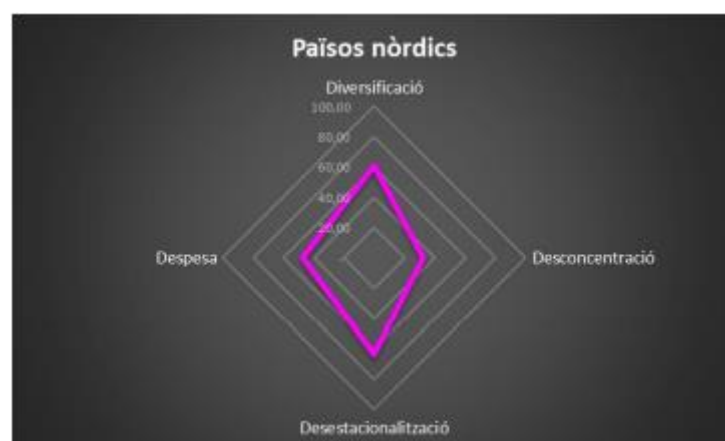 Països nòrdics
Diversificació
100,00
80,00
60,00
40,00
20,00
Despesa
Desconcentració
Desestacionalització